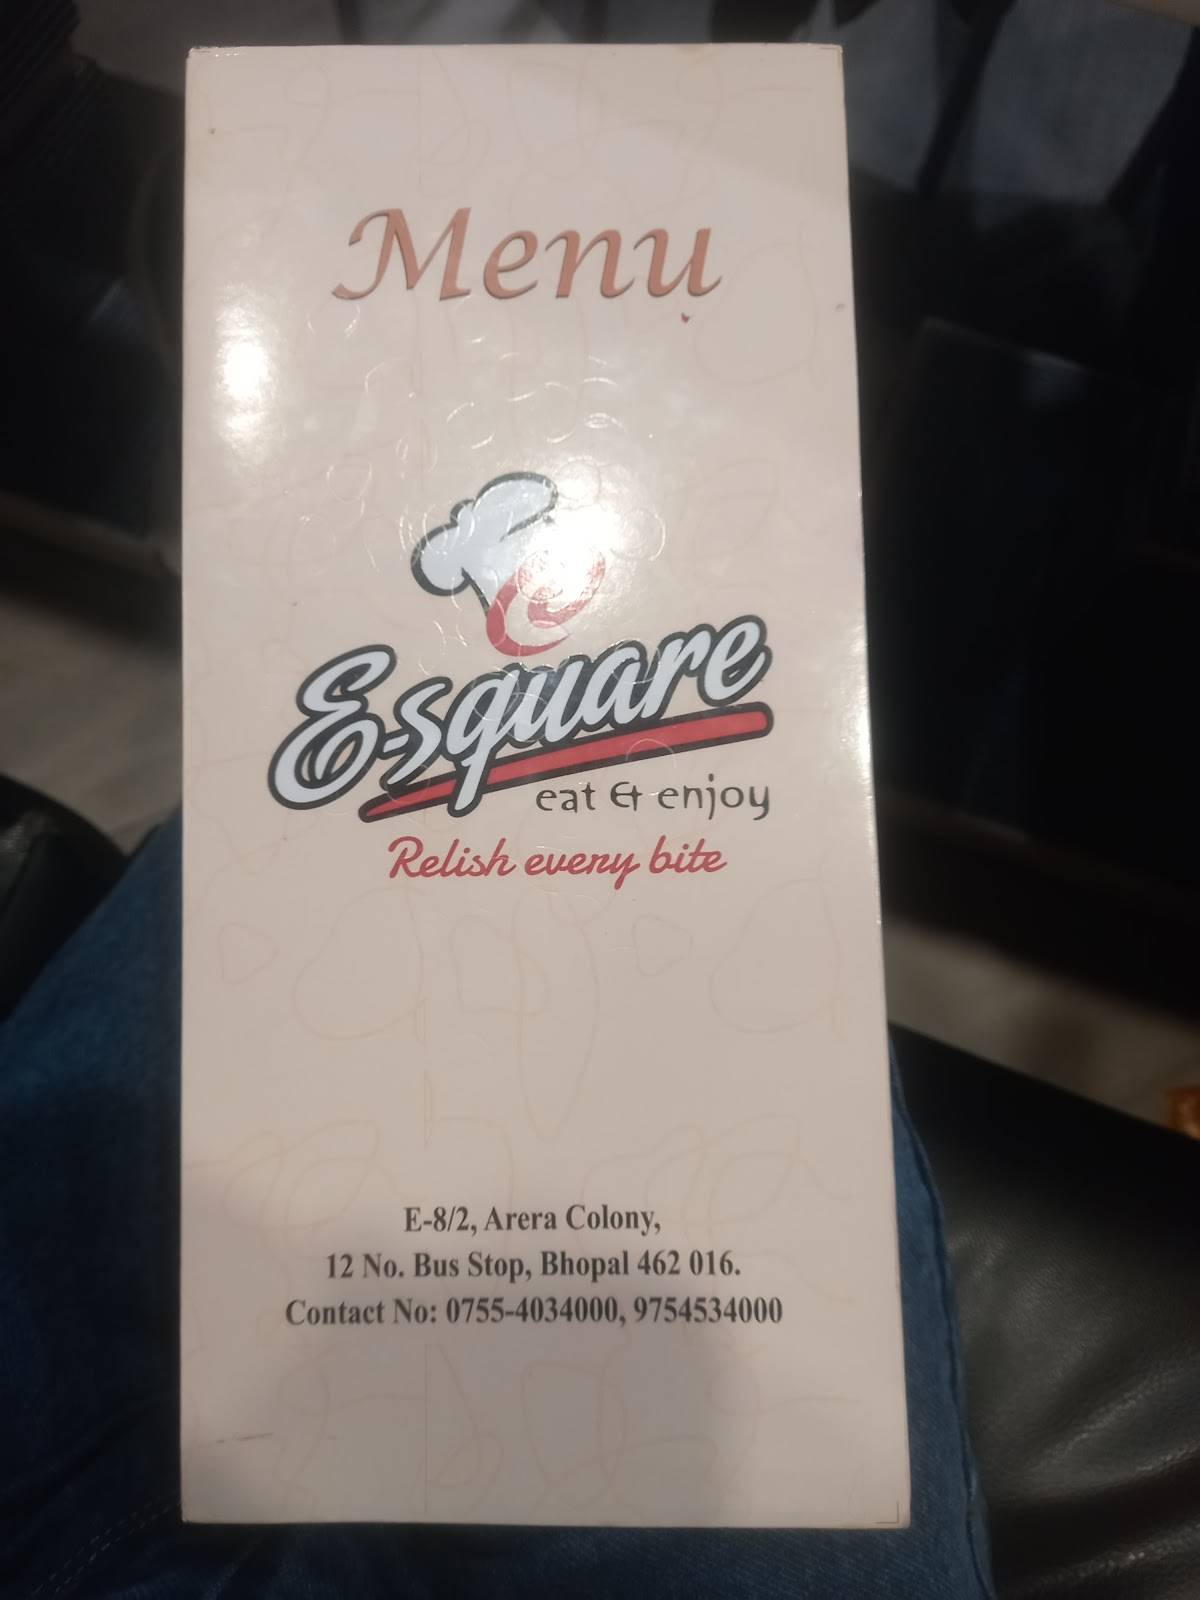 Menu
E-square
eat & enjoy
Relish every bite
E-8/2, Arera Colony,
12 No. Bus Stop, Bhopal 462 016.
Contact No: 0755-4034000, 9754534000